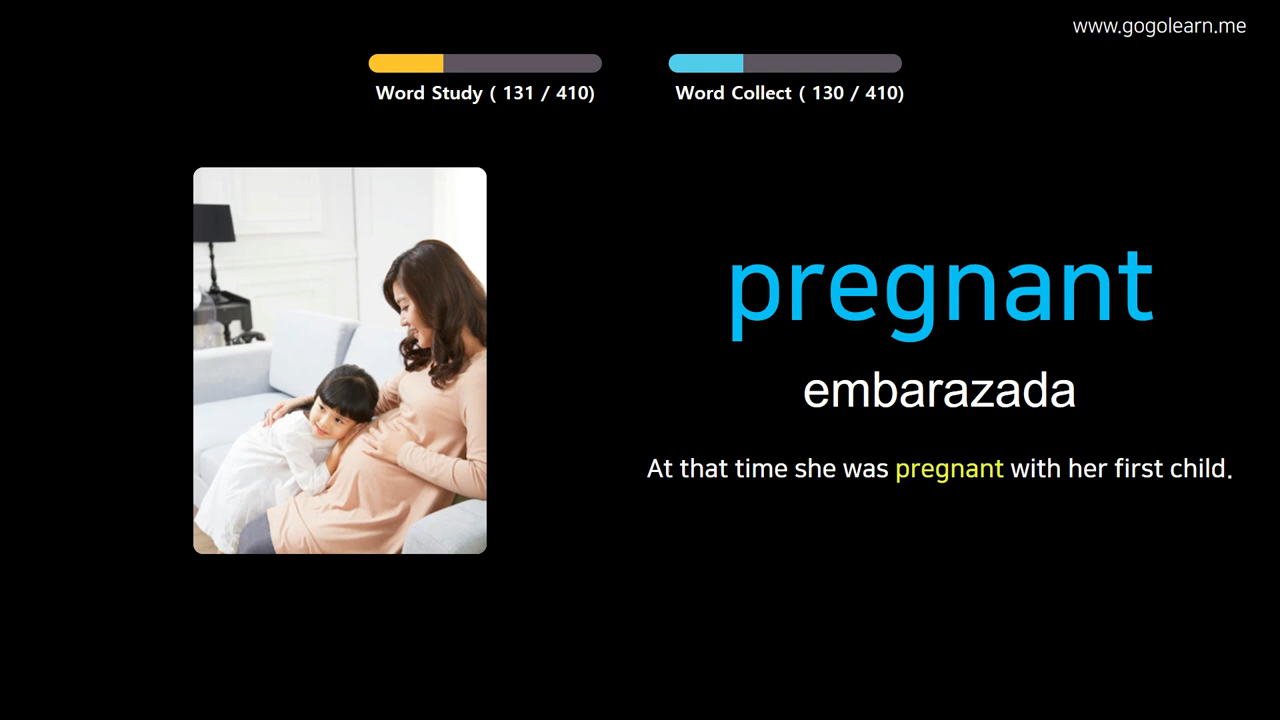 www.gogolearn.me
Word Study ( 131 / 410)
Word Collect ( 130 / 410)
pregnant
embarazada
At that time she was pregnant with her first child.